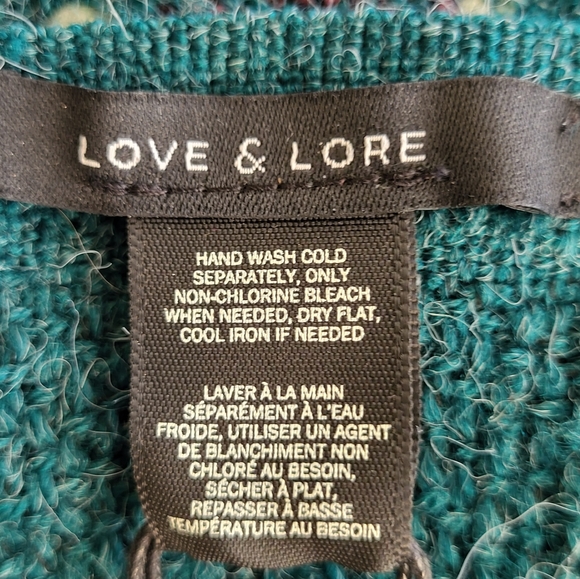 LOVE & LORE
HAND WASH COLD
SEPARATELY, ONLY
NON-CHLORINE BLEACH
WHEN NEEDED, DRY FLAT,
COOL IRON IF NEEDED
LAVER À LA MAIN
SÉPARÉMENT À L'EAU
FROIDE, UTILISER UN AGENT
DE BLANCHIMENT NON
CHLORÉ AU BESOIN,
SÉCHER À PLAT,
REPASSER À BASSE
TEMPÉRATURE AU BESOIN